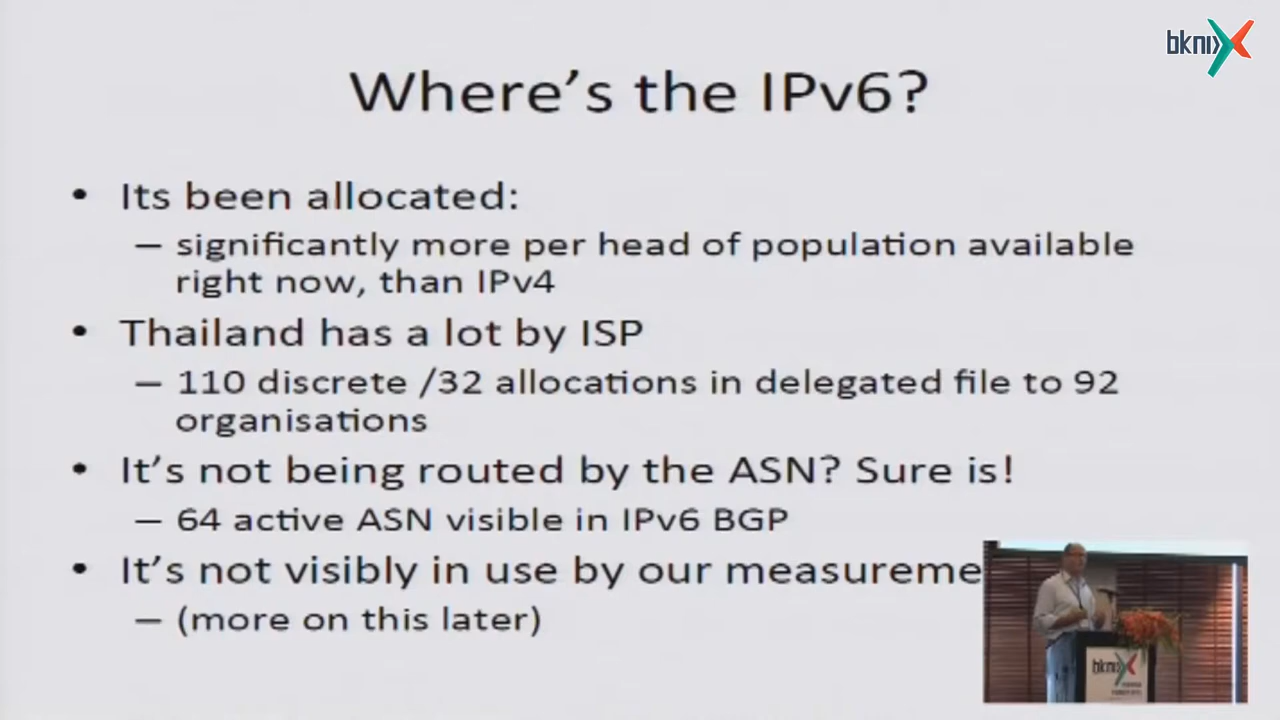 bknix
Where's the IPv6?
• Its been allocated:
– significantly more per head of population available
right now, than IPv4
• Thailand has a lot by ISP
– 110 discrete /32 allocations in delegated file to 92
organisations
• It's not being routed by the ASN? Sure is!
– 64 active ASN visible in IPv6 BGP
• It's not visibly in use by our measureme
– (more on this later)
bknix